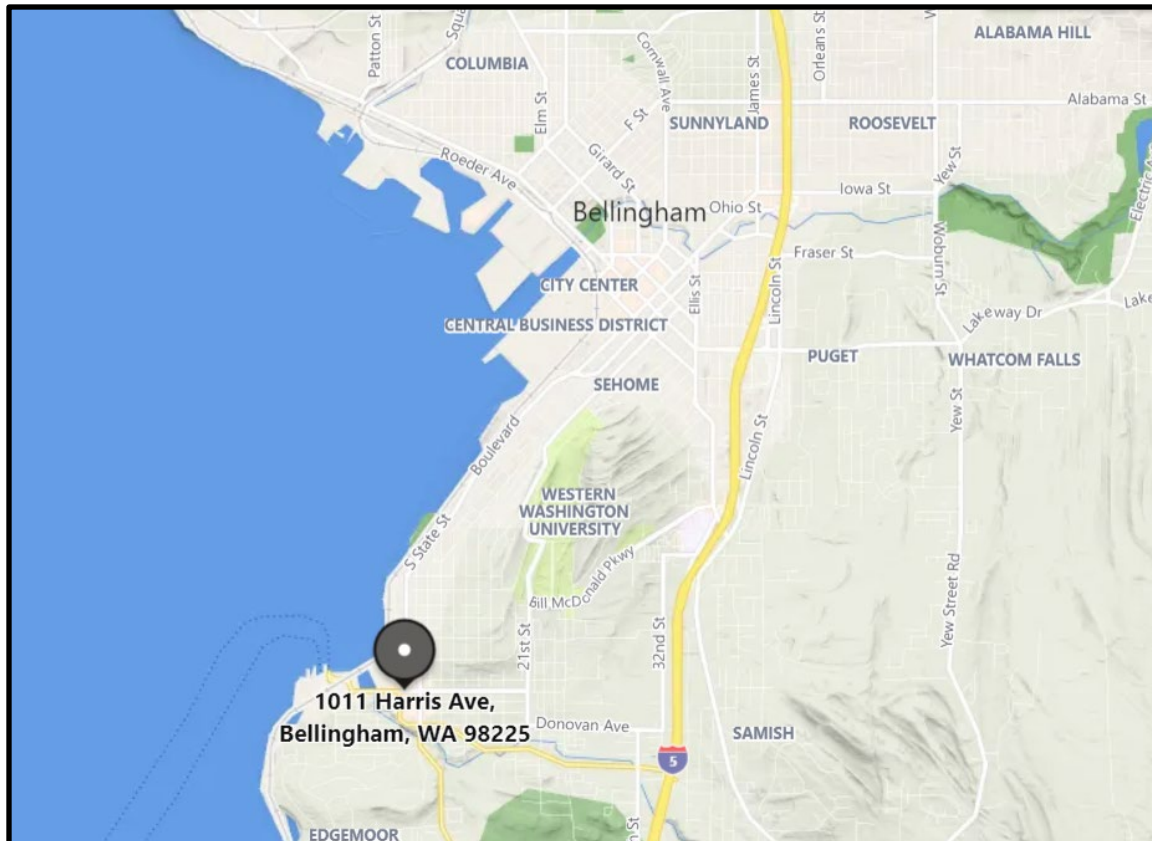 Patton St
Squa
COLUMBIA
Elm St
F St
Cornwall Ave
James St
Orleans St
ALABAMA HILL
Alabama St
SUNNYLAND
ROOSEVELT
Roeder Ave
Girard St
Yew St
Iowa St
Electric A
Bellingham
Ohio St
Fraser St
Woburn St
CITY CENTER
Ellis St
Lincoln St
Lakeway Dr
Lake
CENTRAL BUSINESS DISTRICT
PUGET
WHATCOM FALLS
SEHOME
Yew St
Boulevard
Lincoln St
WESTERN
WASHINGTON
UNIVERSITY
S State St
Bill McDonald Pkwy
21st St
32nd St
Yew Street Rd
1011 Harris Ave,
Bellingham, WA 98225
Donovan Ave
SAMISH
5
EDGEMOOR
St